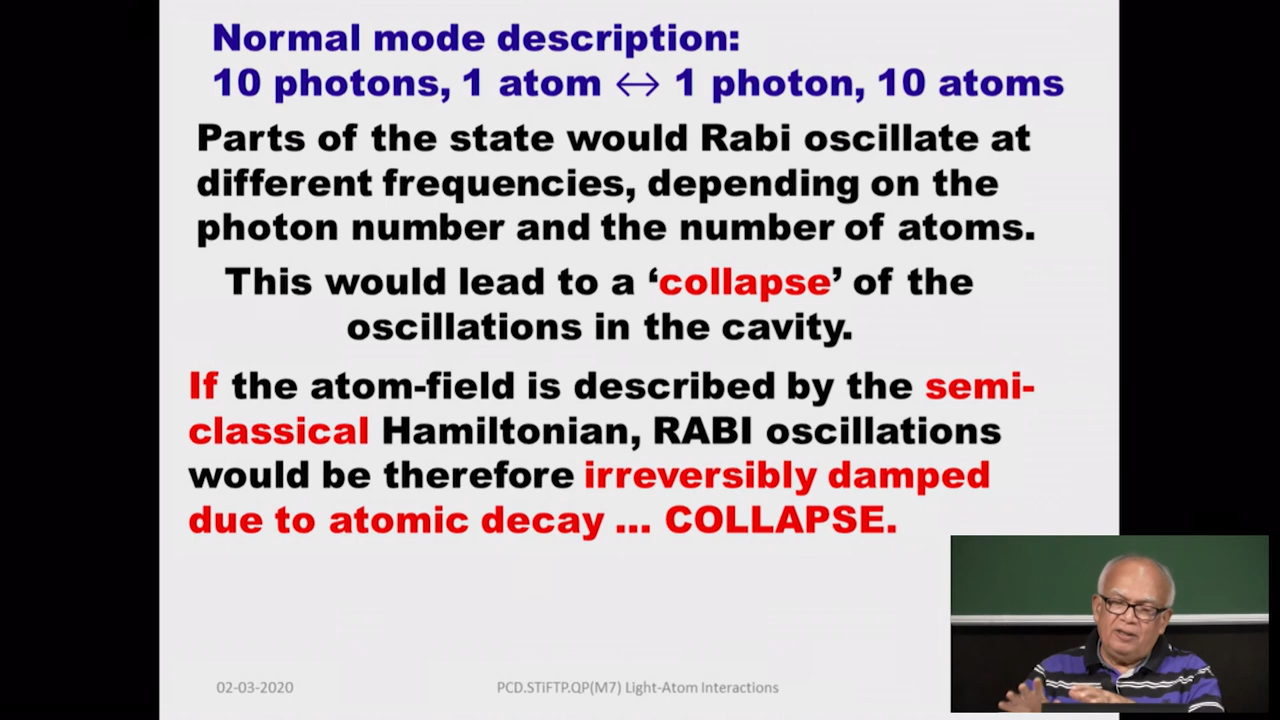 Normal mode description:
10 photons, 1 atom ↔ 1 photon, 10 atoms
Parts of the state would Rabi oscillate at
different frequencies, depending on the
photon number and the number of atoms.
This would lead to a ‘collapse’ of the
oscillations in the cavity.
If the atom-field is described by the semi-
classical Hamiltonian, RABI oscillations
would be therefore irreversibly damped
due to atomic decay ... COLLAPSE.
02-03-2020
PCD.STiFTP.QP(M7) Light-Atom Interactions